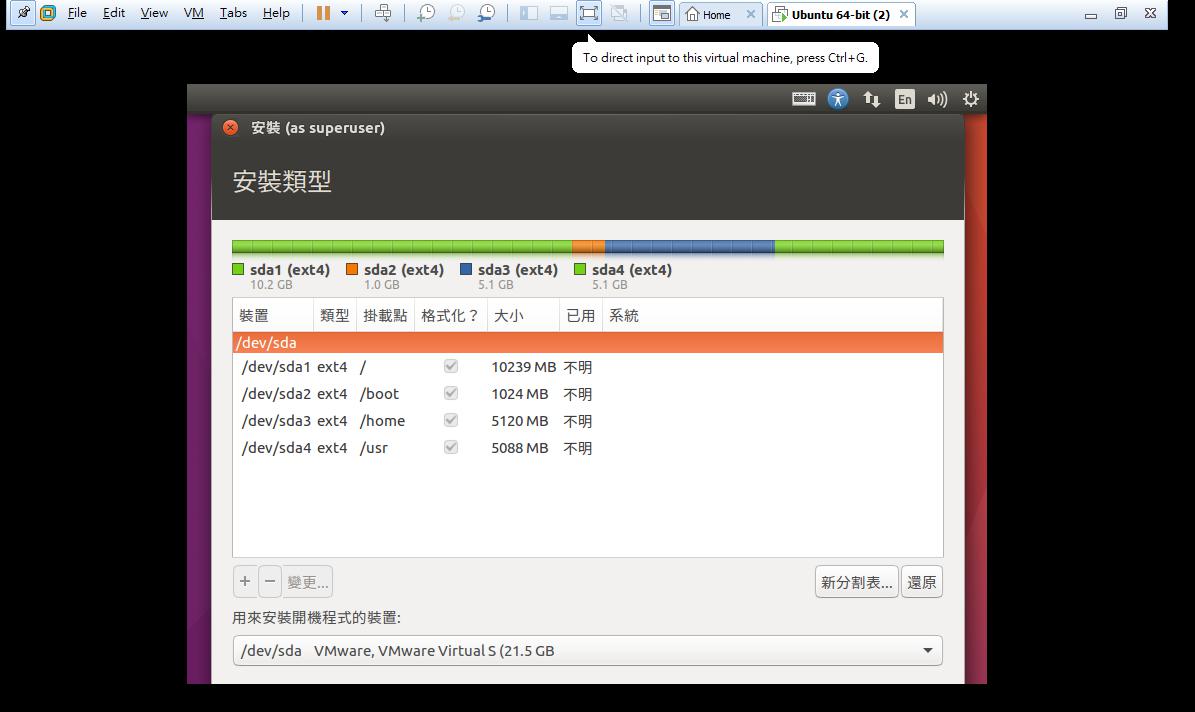 File Edit View VM Tabs Help Home Ubuntu 64-bit (2)
To direct input to this virtual machine, press Ctrl+G.
En
安裝 (as superuser)
安裝類型
sda1 (ext4) sda2 (ext4) sda3 (ext4) sda4 (ext4)
10.2 GB 1.0 GB 5.1 GB 5.1 GB
裝置 類型 掛載點 格式化？ 大小 已用 系統
/dev/sda
/dev/sda1 ext4 / 10239 MB 不明
/dev/sda2 ext4 /boot 1024 MB 不明
/dev/sda3 ext4 /home 5120 MB 不明
/dev/sda4 ext4 /usr 5088 MB 不明
+ − 變更... 新分割表... 還原
用來安裝開機程式的裝置:
/dev/sda VMware, VMware Virtual S (21.5 GB